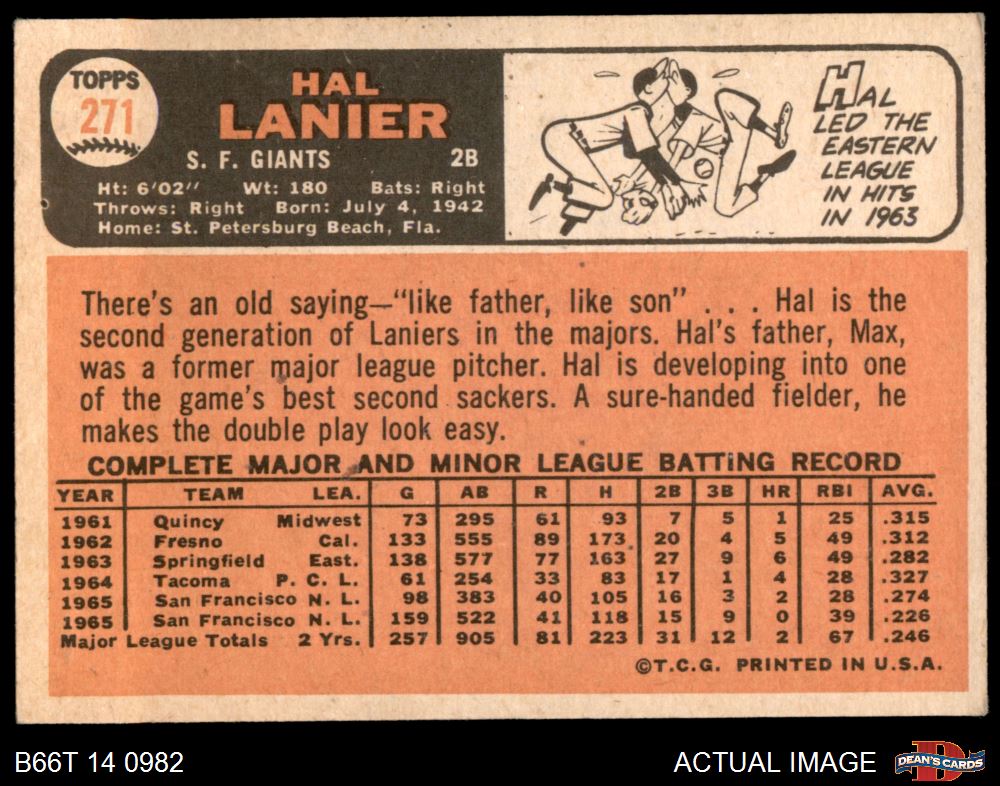 TOPPS
271
HAL
LANIER
S. F. GIANTS 2B
Ht: 6'02" Wt: 180 Bats: Right
Throws: Right Born: July 4, 1942
Home: St. Petersburg Beach, Fla.
HAL
LED THE
EASTERN
LEAGUE
IN HITS
IN 1963
There's an old saying—"like father, like son" . . . Hal is the
second generation of Laniers in the majors. Hal's father, Max,
was a former major league pitcher. Hal is developing into one
of the game's best second sackers. A sure-handed fielder, he
makes the double play look easy.
COMPLETE MAJOR AND MINOR LEAGUE BATTING RECORD
YEAR TEAM LEA. G AB R H 2B 3B HR RBI AVG.
1961 Quincy Midwest 73 295 61 93 7 5 1 25 .315
1962 Fresno Cal. 133 555 89 173 20 4 5 49 .312
1963 Springfield East. 138 577 77 163 27 9 6 49 .282
1964 Tacoma P. C. L. 61 254 33 83 17 1 4 28 .327
1965 San Francisco N. L. 98 383 40 105 16 3 2 28 .274
1965 San Francisco N. L. 159 522 41 118 15 9 0 39 .226
Major League Totals 2 Yrs. 257 905 81 223 31 12 2 67 .246
©T.C.G. PRINTED IN U.S.A.
B66T 14 0982 ACTUAL IMAGE
DEAN'S CARDS